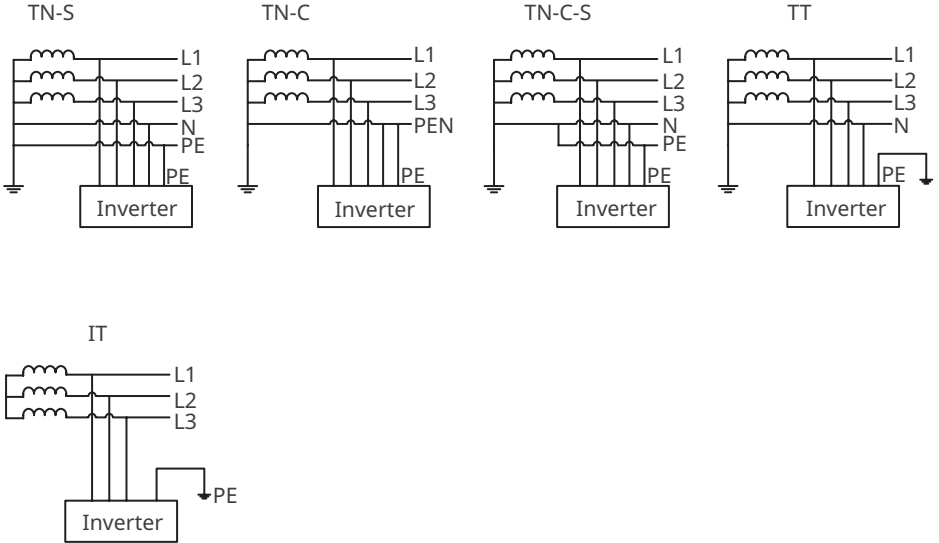 TN-S
L1
L2
L3
N
PE
PE
Inverter
TN-C
L1
L2
L3
PEN
PE
Inverter
TN-C-S
L1
L2
L3
N
PE
PE
Inverter
TT
L1
L2
L3
N
PE
Inverter
IT
L1
L2
L3
PE
Inverter